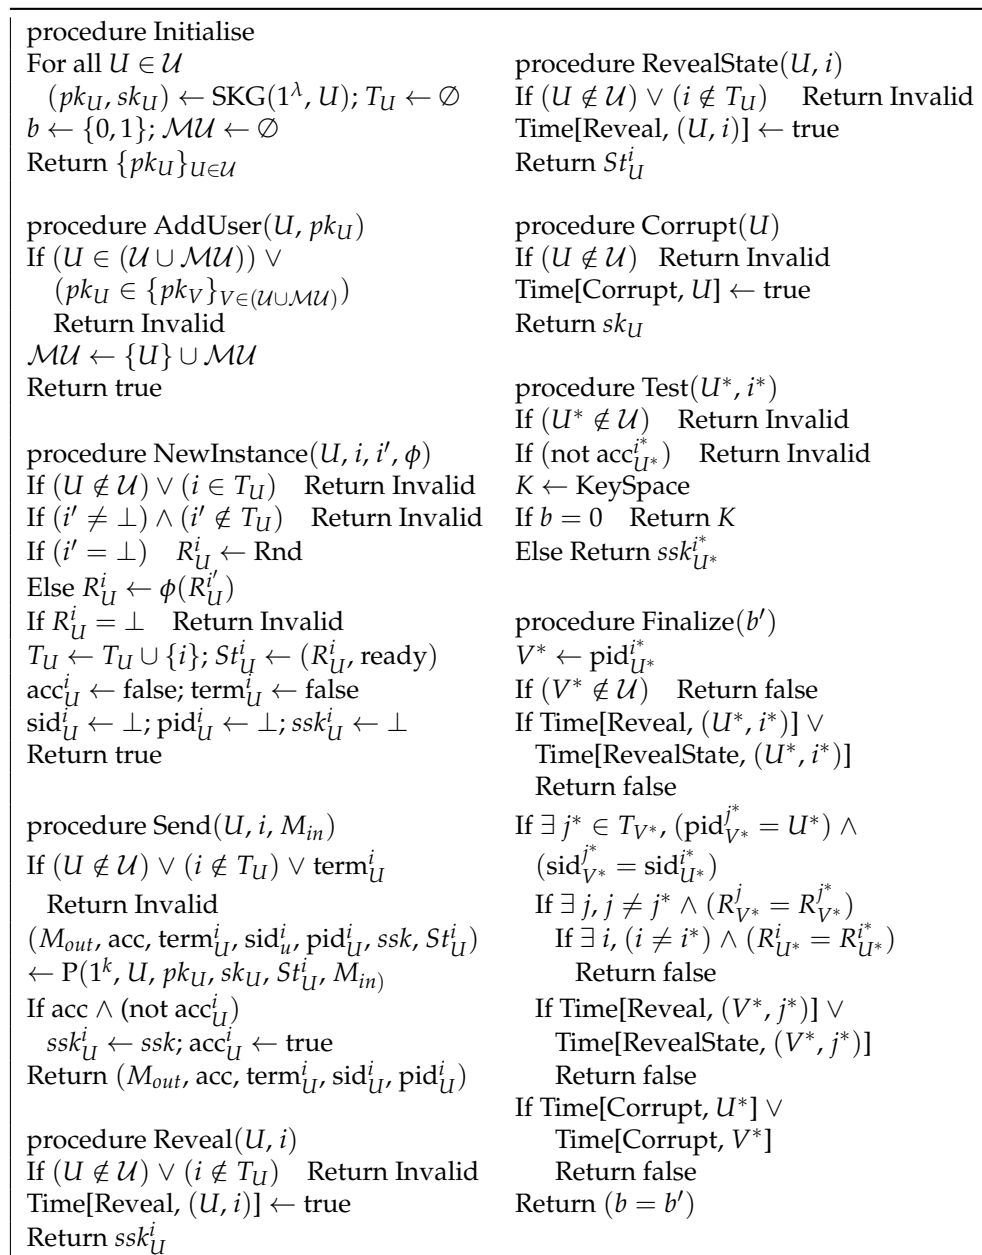 procedure Initialise
For all U ∈ 𝒰
(pk_U, sk_U) ← SKG(1^λ, U); T_U ← ∅
b ← {0, 1}; ℳ𝒰 ← ∅
Return {pk_U}_{U∈𝒰}
procedure AddUser(U, pk_U)
If (U ∈ (𝒰 ∪ ℳ𝒰)) ∨
(pk_U ∈ {pk_V}_{V∈(𝒰∪ℳ𝒰)})
Return Invalid
ℳ𝒰 ← {U} ∪ ℳ𝒰
Return true
procedure NewInstance(U, i, i′, ϕ)
If (U ∉ 𝒰) ∨ (i ∈ T_U) Return Invalid
If (i′ ≠ ⊥) ∧ (i′ ∉ T_U) Return Invalid
If (i′ = ⊥) R_U^i ← Rnd
Else R_U^i ← ϕ(R_U^{i′})
If R_U^i = ⊥ Return Invalid
T_U ← T_U ∪ {i}; St_U^i ← (R_U^i, ready)
acc_U^i ← false; term_U^i ← false
sid_U^i ← ⊥; pid_U^i ← ⊥; ssk_U^i ← ⊥
Return true
procedure Send(U, i, M_{in})
If (U ∉ 𝒰) ∨ (i ∉ T_U) ∨ term_U^i
Return Invalid
(M_{out}, acc, term_U^i, sid_u^i, pid_U^i, ssk, St_U^i)
← P(1^k, U, pk_U, sk_U, St_U^i, M_{in)}
If acc ∧ (not acc_U^i)
ssk_U^i ← ssk; acc_U^i ← true
Return (M_{out}, acc, term_U^i, sid_U^i, pid_U^i)
procedure Reveal(U, i)
If (U ∉ 𝒰) ∨ (i ∉ T_U) Return Invalid
Time[Reveal, (U, i)] ← true
Return ssk_U^i
procedure RevealState(U, i)
If (U ∉ 𝒰) ∨ (i ∉ T_U) Return Invalid
Time[Reveal, (U, i)] ← true
Return St_U^i
procedure Corrupt(U)
If (U ∉ 𝒰) Return Invalid
Time[Corrupt, U] ← true
Return sk_U
procedure Test(U*, i*)
If (U* ∉ 𝒰) Return Invalid
If (not acc_{U*}^{i*}) Return Invalid
K ← KeySpace
If b = 0 Return K
Else Return ssk_{U*}^{i*}
procedure Finalize(b′)
V* ← pid_{U*}^{i*}
If (V* ∉ 𝒰) Return false
If Time[Reveal, (U*, i*)] ∨
Time[RevealState, (U*, i*)]
Return false
If ∃ j* ∈ T_{V*}, (pid_{V*}^{j*} = U*) ∧
(sid_{V*}^{j*} = sid_{U*}^{i*})
If ∃ j, j ≠ j* ∧ (R_{V*}^j = R_{V*}^{j*})
If ∃ i, (i ≠ i*) ∧ (R_{U*}^i = R_{U*}^{i*})
Return false
If Time[Reveal, (V*, j*)] ∨
Time[RevealState, (V*, j*)]
Return false
If Time[Corrupt, U*] ∨
Time[Corrupt, V*]
Return false
Return (b = b′)